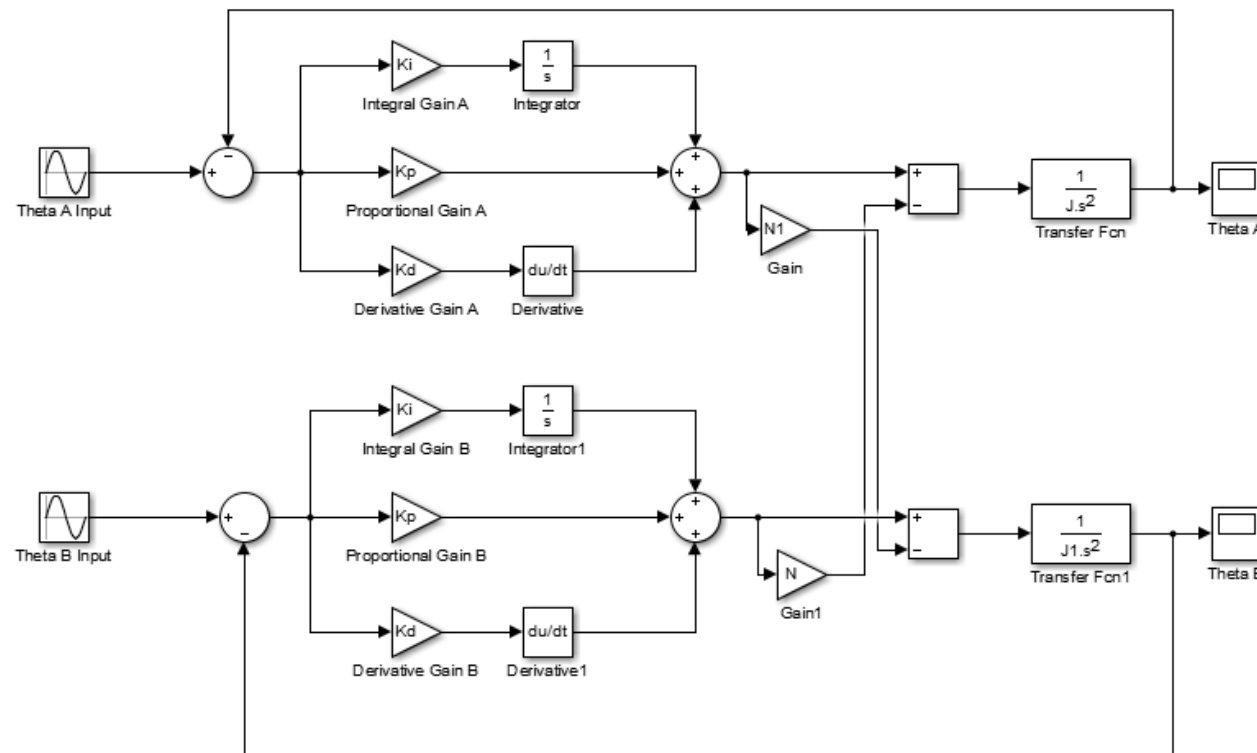 Ki
1
s
Integral Gain A
Integrator
−
+
Kp
+
+
+
+
−
1
J.s2
Theta A Input
Proportional Gain A
Transfer Fcn
Theta A
N1
Gain
Kd
du/dt
Derivative Gain A
Derivative
Ki
1
s
Integral Gain B
Integrator1
+
−
Kp
+
+
+
+
−
1
J1.s2
Theta B Input
Proportional Gain B
Transfer Fcn1
Theta B
N
Gain1
Kd
du/dt
Derivative Gain B
Derivative1